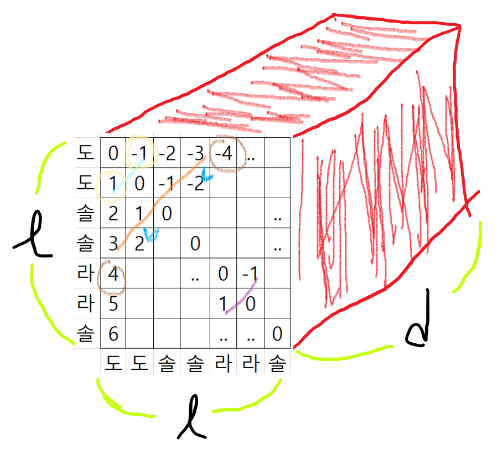 도 0 -1 -2 -3 -4 ..
도 1 0 -1 -2
솔 2 1 0 ..
솔 3 2 0 ..
라 4 .. 0 -1
라 5 1 0
솔 6 .. .. 0
도 도 솔 솔 라 라 솔
l
l
d